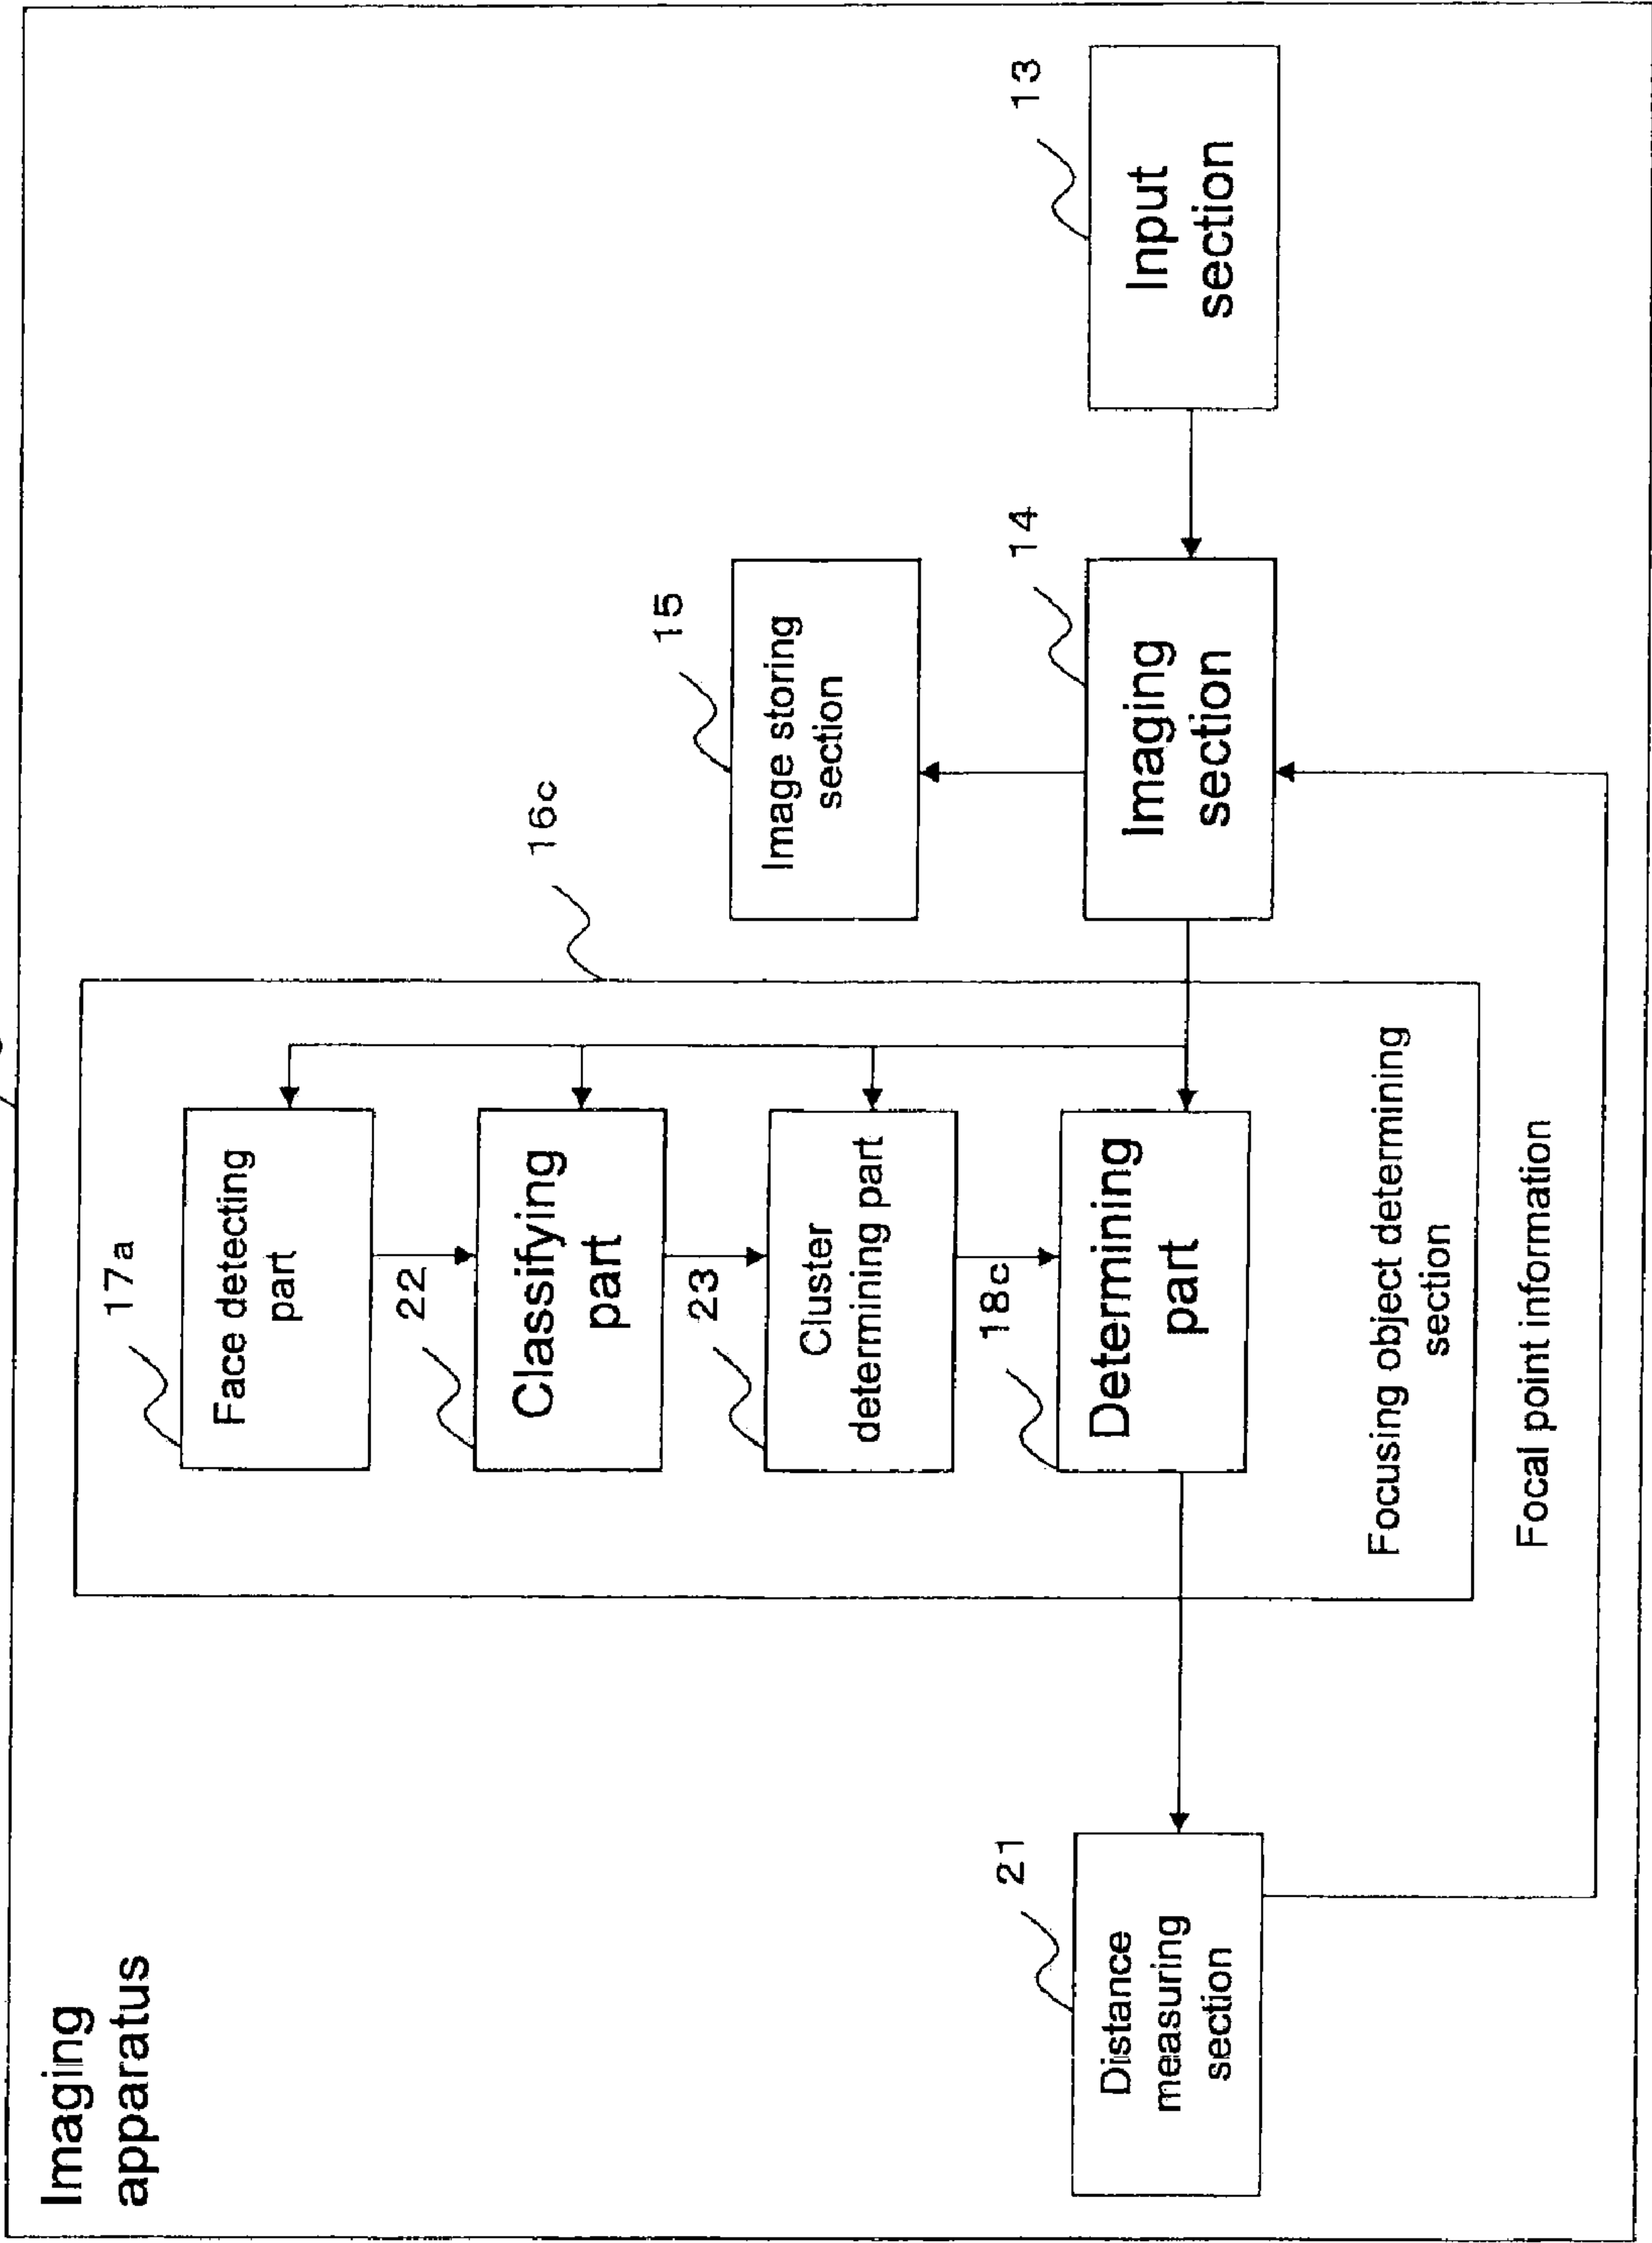 Imaging
apparatus
17a
Face detecting
part
22
Classifying
part
23
Cluster
determining part
18c
Determining
part
Focusing object determining
section
16c
15
Image storing
section
14
Imaging
section
13
Input
section
21
Distance
measuring
section
Focal point information